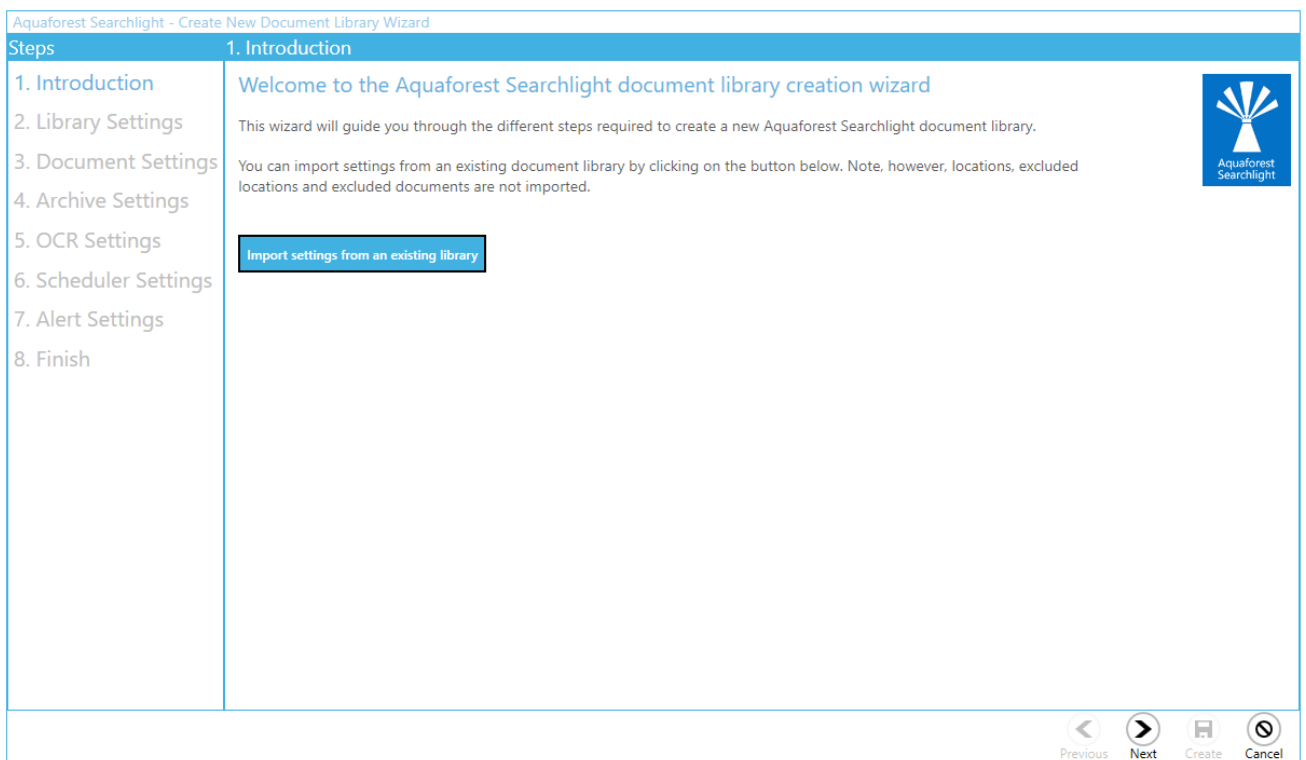 Aquaforest Searchlight - Create New Document Library Wizard
Steps
1. Introduction
1. Introduction
2. Library Settings
3. Document Settings
4. Archive Settings
5. OCR Settings
6. Scheduler Settings
7. Alert Settings
8. Finish
Welcome to the Aquaforest Searchlight document library creation wizard
This wizard will guide you through the different steps required to create a new Aquaforest Searchlight document library.
You can import settings from an existing document library by clicking on the button below. Note, however, locations, excluded
locations and excluded documents are not imported.
Import settings from an existing library
Aquaforest
Searchlight
Previous
Next
Create
Cancel